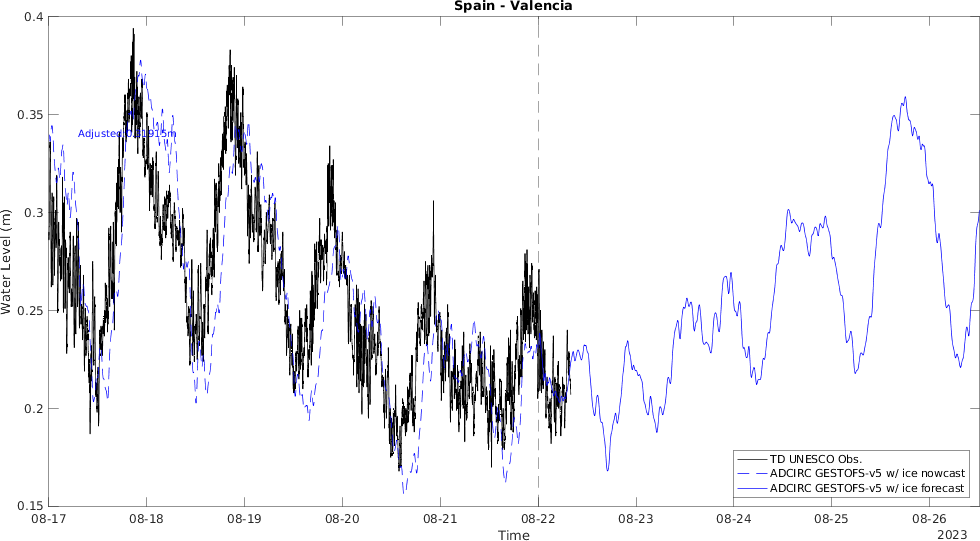 Spain - Valencia
0.4
0.35
0.3
0.25
0.2
0.15
Water Level (m)
08-17 08-18 08-19 08-20 08-21 08-22 08-23 08-24 08-25 08-26
Time
2023
TD UNESCO Obs.
ADCIRC GESTOFS-v5 w/ ice nowcast
ADCIRC GESTOFS-v5 w/ ice forecast
Adjusted